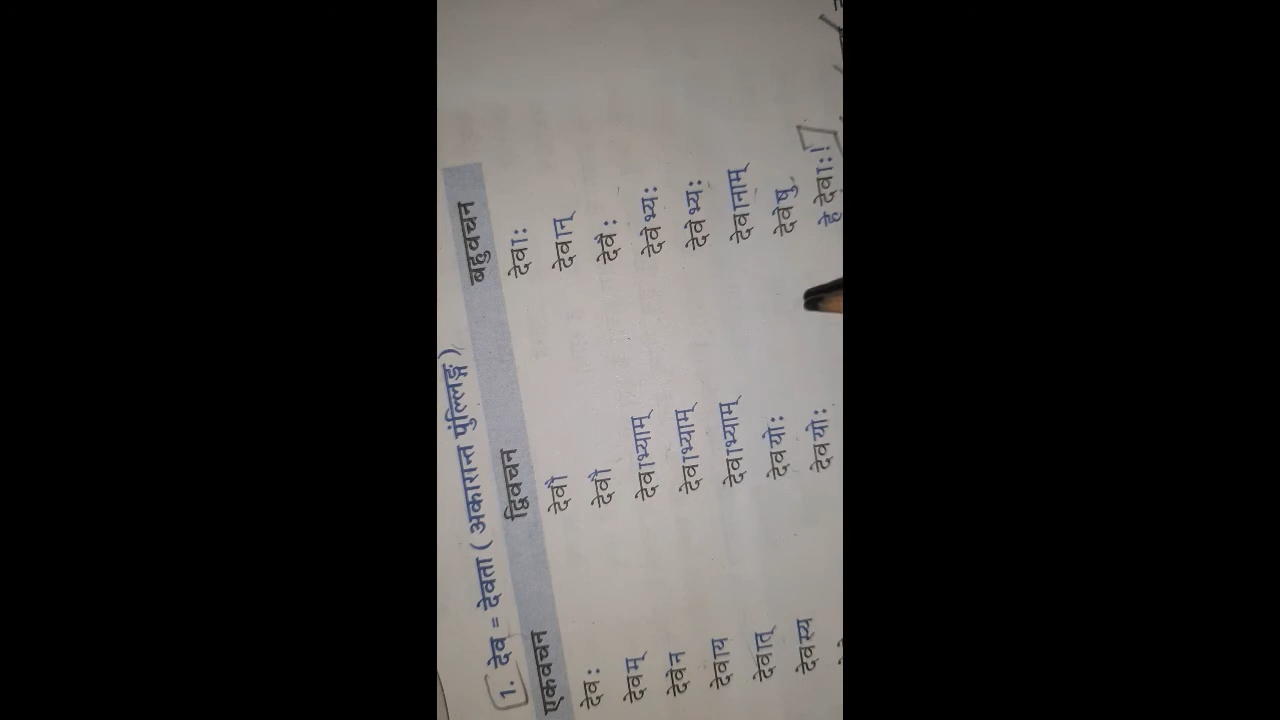 1. देव = देवता ( अकारान्त पुंल्लिङ्ग )
एकवचन द्विवचन बहुवचन
देवः देवौ देवाः
देवम् देवौ देवान्
देवेन देवाभ्याम् देवैः
देवाय देवाभ्याम् देवेभ्यः
देवात् देवाभ्याम् देवेभ्यः
देवस्य देवयोः देवानाम्
देवयोः देवेषु
हे देवाः!